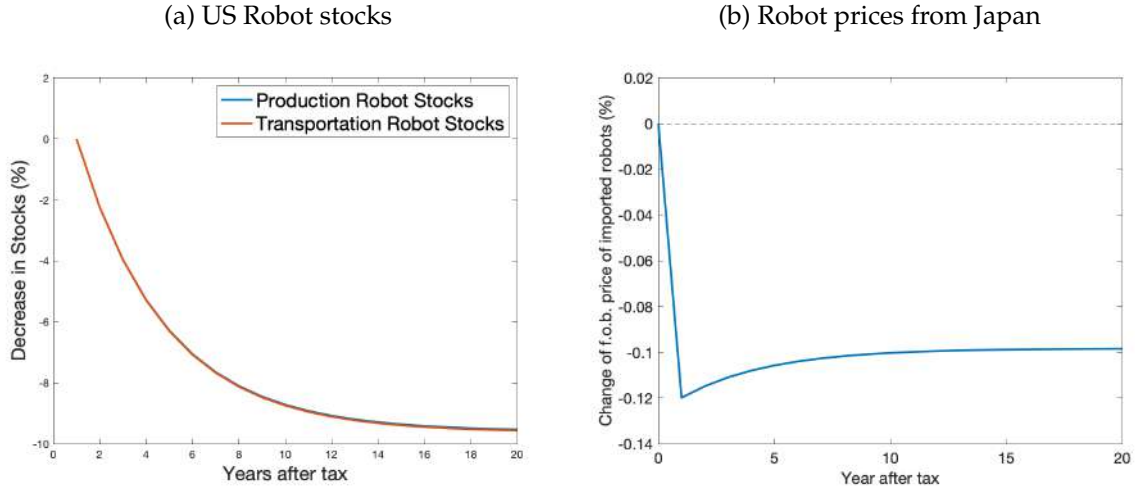 (a) US Robot stocks
2
0
-2
-4
-6
-8
-10
0 2 4 6 8 10 12 14 16 18 20
Decrease in Stocks (%)
Years after tax
Production Robot Stocks
Transportation Robot Stocks
(b) Robot prices from Japan
0.02
0
-0.02
-0.04
-0.06
-0.08
-0.1
-0.12
-0.14
0 5 10 15 20
Change of f.o.b. price of imported robots (%)
Year after tax